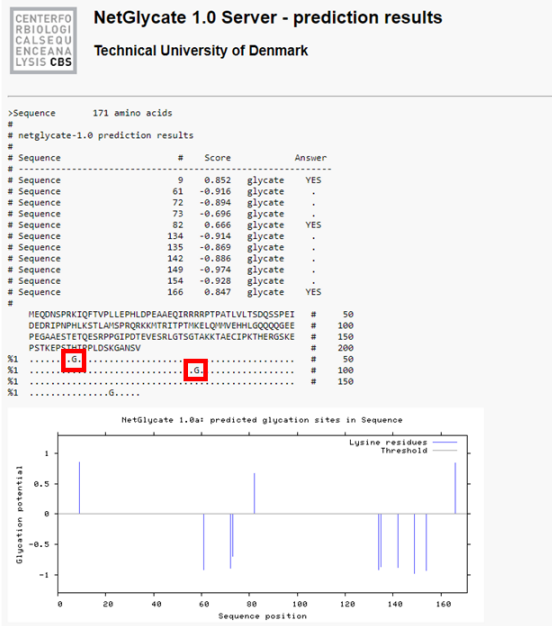 CENTERFO
RBIOLOGI
CALSEQU
ENCEANA
LYSIS CBS
NetGlycate 1.0 Server - prediction results
Technical University of Denmark
>Sequence 171 amino acids
#
# netglycate-1.0 prediction results
#
# Sequence # Score Answer
# -----------------------------------------------------------
# Sequence 9 0.852 glycate YES
# Sequence 61 -0.916 glycate .
# Sequence 72 -0.894 glycate .
# Sequence 73 -0.696 glycate .
# Sequence 82 0.666 glycate YES
# Sequence 134 -0.914 glycate .
# Sequence 135 -0.869 glycate .
# Sequence 142 -0.886 glycate .
# Sequence 149 -0.974 glycate .
# Sequence 154 -0.928 glycate .
# Sequence 166 0.847 glycate YES
#
MEQDNSPRKIQFTVPLLEPHLDPEAAEQIRRRRPTPATLVLTSDQSSPEI # 50
DEDRIPNPHLKSTLAMSPRQRKKMTRITPTMKELQMMVEHHLGQQQQGEE # 100
PEGAAESTETQESRPPGIPDTEVESRLGTSGTAKKTAECIPKTHERGSKE # 150
PSTKEPSTHIPPLDSKGANSV # 200
%1 ........G......................................... # 50
%1 ...............................G.................. # 100
%1 .................................................. # 150
%1 ...............G.....
NetGlycate 1.0a: predicted glycation sites in Sequence
Lysine residues
Threshold
Glycation potential
1
0.5
0
-0.5
-1
0 20 40 60 80 100 120 140 160
Sequence position